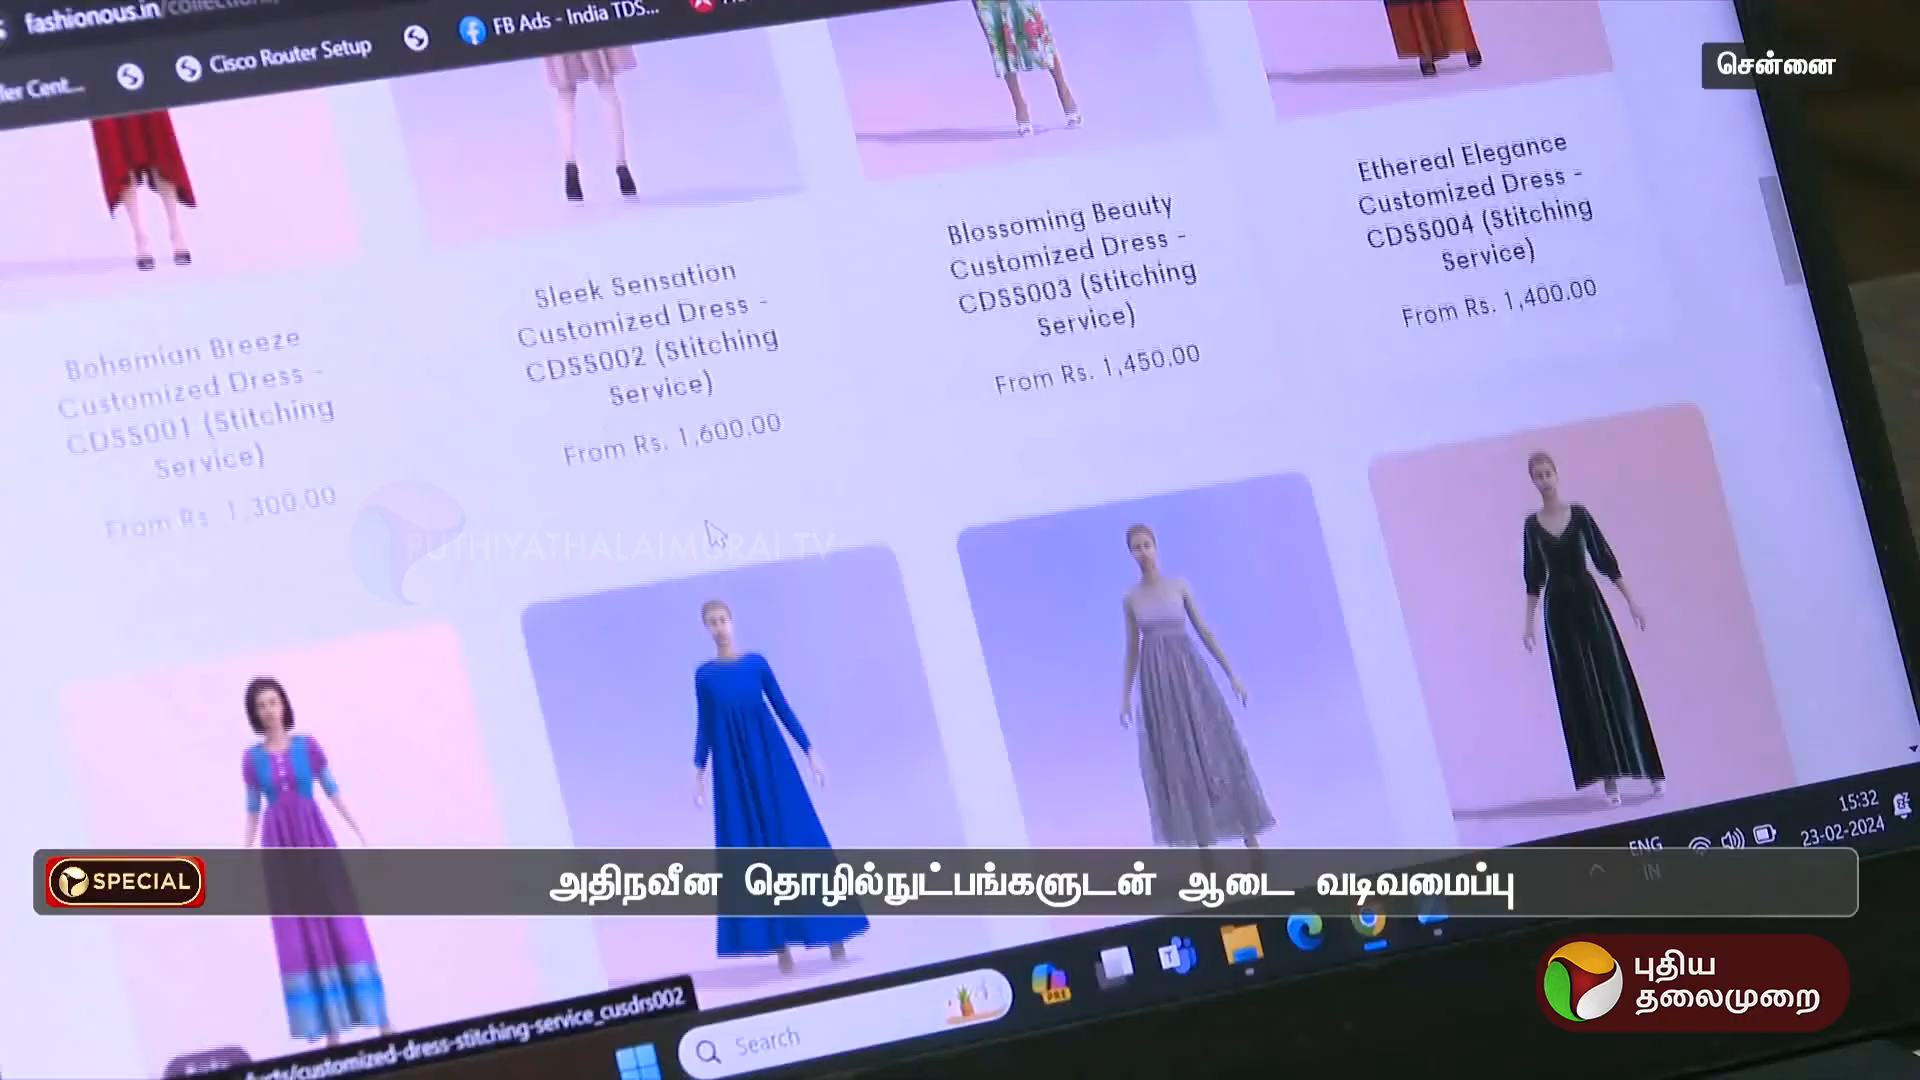 fashionous.in/collection
ler Cent...
Cisco Router Setup
FB Ads - India TDS...
சென்னை
Bohemian Breeze
Customized Dress -
CDSS001 (Stitching
Service)
From Rs. 1,300.00
Sleek Sensation
Customized Dress -
CDSS002 (Stitching
Service)
From Rs. 1,600.00
Blossoming Beauty
Customized Dress -
CDSS003 (Stitching
Service)
From Rs. 1,450.00
Ethereal Elegance
Customized Dress -
CDSS004 (Stitching
Service)
From Rs. 1,400.00
PUTHIYATHALAIMURAI TV
SPECIAL
அதிநவீன தொழில்நுட்பங்களுடன் ஆடை வடிவமைப்பு
ENG
IN
15:32
23-02-2024
/customized-dress-stitching-service_cusdrs002
Search
PRE
புதிய
தலைமுறை